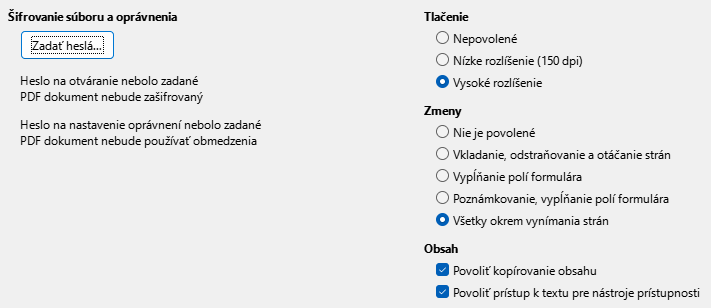 Šifrovanie súboru a oprávnenia
Zadať heslá...
Heslo na otváranie nebolo zadané
PDF dokument nebude zašifrovaný
Heslo na nastavenie oprávnení nebolo zadané
PDF dokument nebude používať obmedzenia
Tlačenie
Nepovolené
Nízke rozlíšenie (150 dpi)
Vysoké rozlíšenie
Zmeny
Nie je povolené
Vkladanie, odstraňovanie a otáčanie strán
Vypĺňanie polí formulára
Poznámkovanie, vypĺňanie polí formulára
Všetky okrem vynímania strán
Obsah
Povoliť kopírovanie obsahu
Povoliť prístup k textu pre nástroje prístupnosti